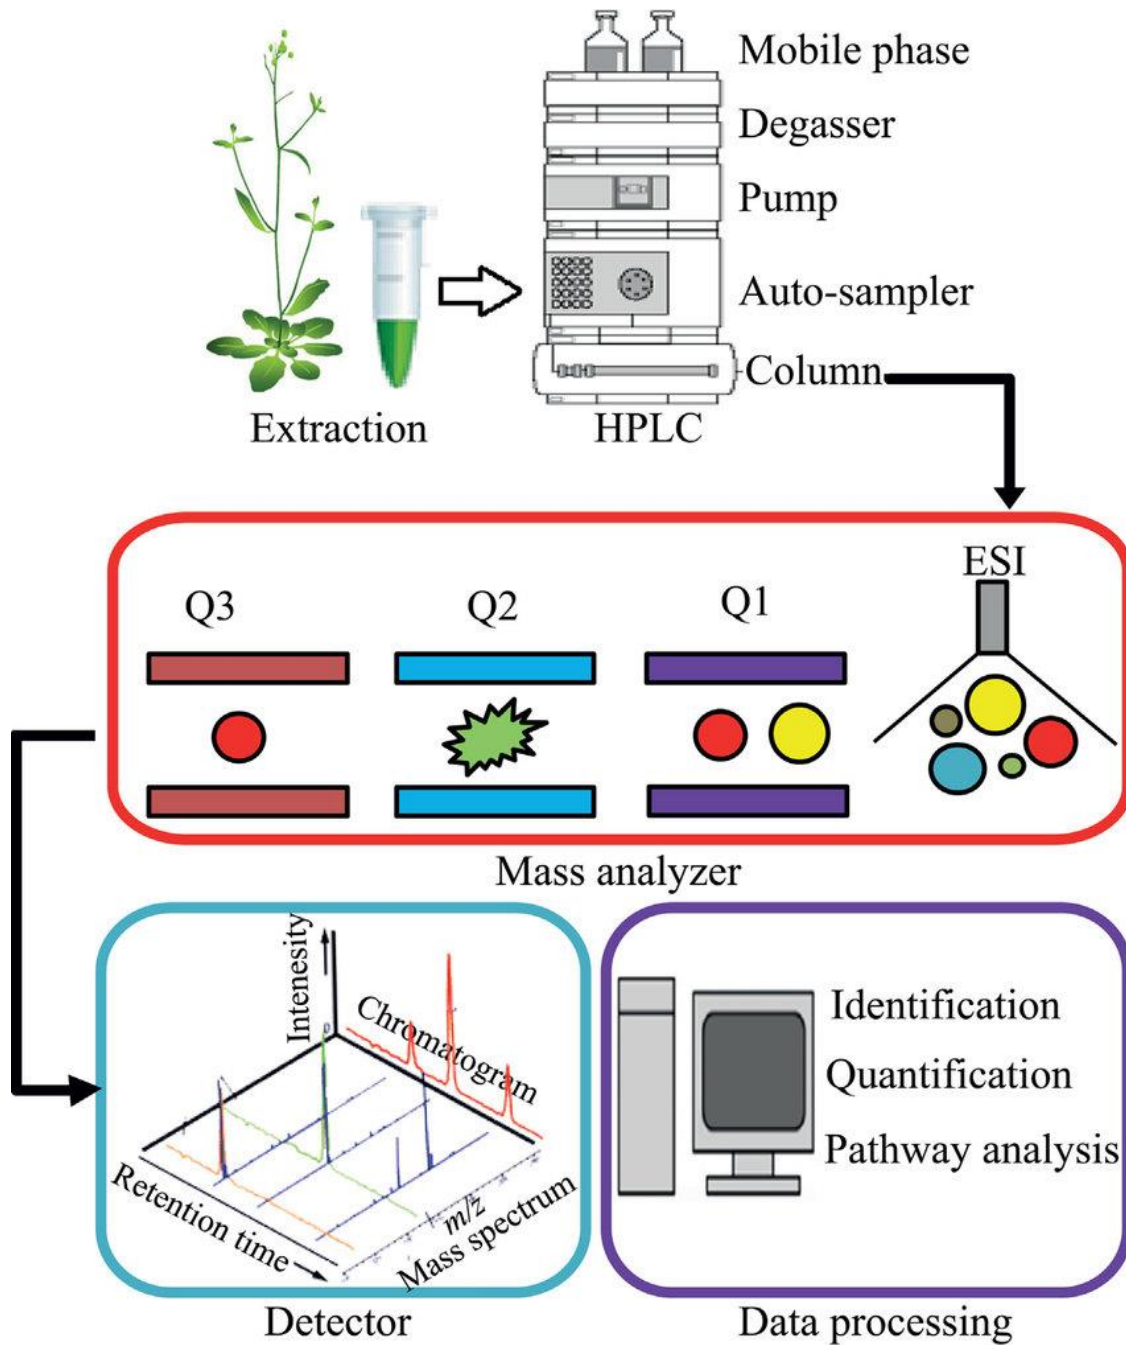 Mobile phase
Degasser
Pump
Auto-sampler
Column
Extraction
HPLC
ESI
Q3
Q2
Q1
Mass analyzer
Intenesity
Chromatogram
Retention time
m/z
Mass spectrum
Detector
Identification
Quantification
Pathway analysis
Data processing